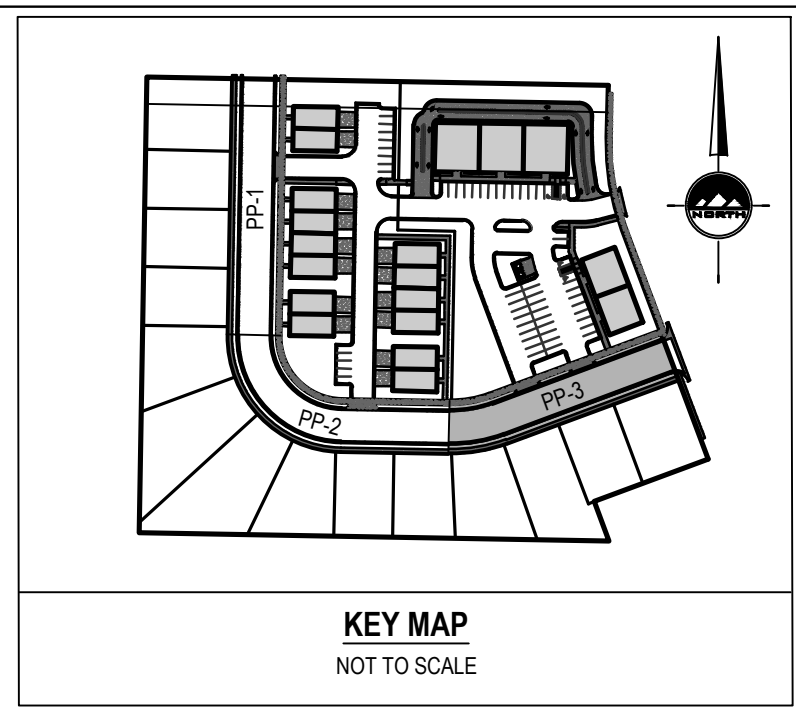 PP-1
NORTH
PP-2
PP-3
KEY MAP
NOT TO SCALE